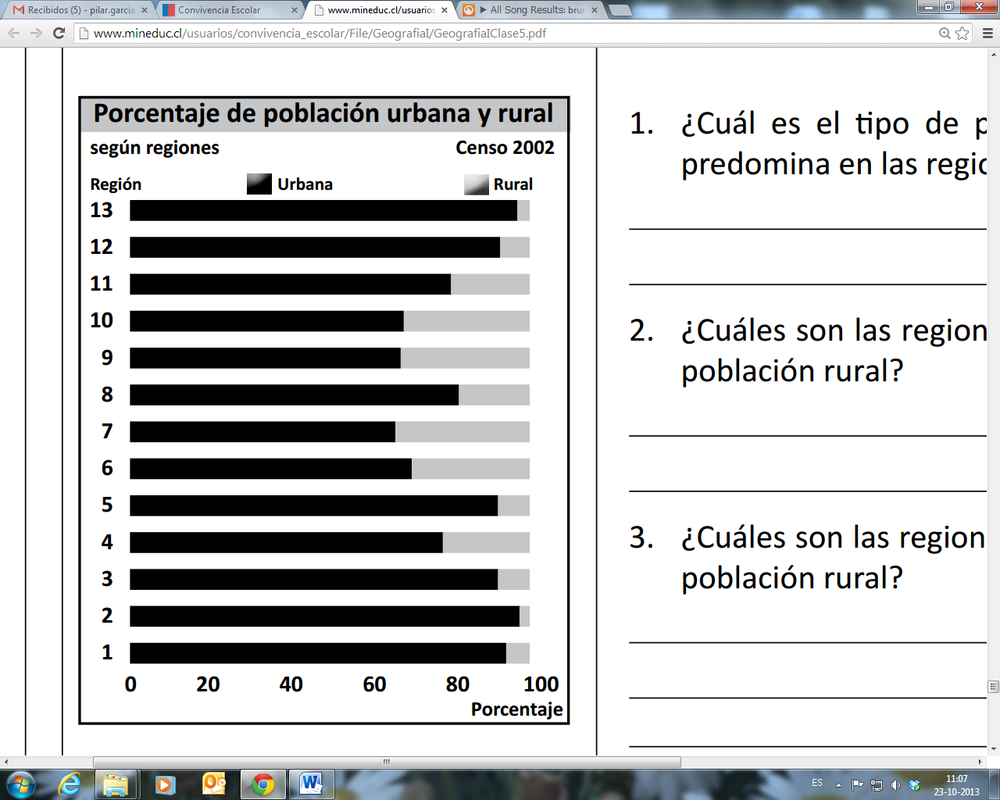 Recibidos (5) - pilar.garcia
Convivencia Escolar
www.mineduc.cl/usuarios
All Song Results: brur
www.mineduc.cl/usuarios/convivencia_escolar/File/GeografiaI/GeografiaIClase5.pdf
Porcentaje de población urbana y rural
según regiones Censo 2002
Región Urbana Rural
13
12
11
10
9
8
7
6
5
4
3
2
1
0 20 40 60 80 100
Porcentaje
1. ¿Cuál es el tipo de p
predomina en las regio
2. ¿Cuáles son las region
población rural?
3. ¿Cuáles son las region
población rural?
ES
11:07
23-10-2013